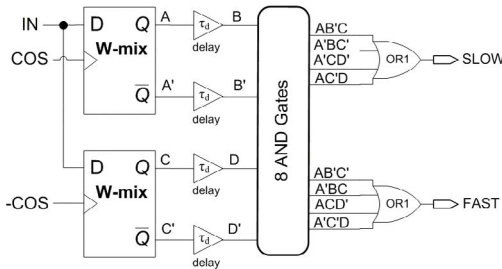 IN
COS
D
Q
W-mix
Q
A
τd
delay
B
A'
τd
delay
B'
-COS
D
Q
W-mix
Q
C
τd
delay
D
C'
τd
delay
D'
8 AND Gates
AB'C
A'BC'
A'CD'
AC'D
OR1
SLOW
AB'C'
A'BC
ACD'
A'C'D
OR1
FAST